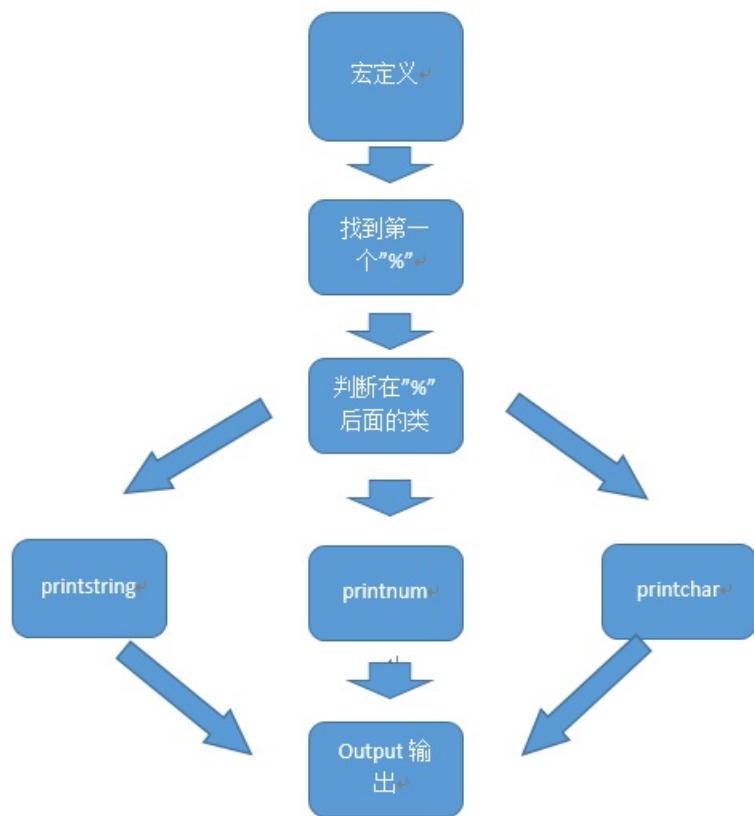 宏定义
找到第一
个”%”
判断在”%”
后面的类
printstring
printnum
printchar
Output 输
出